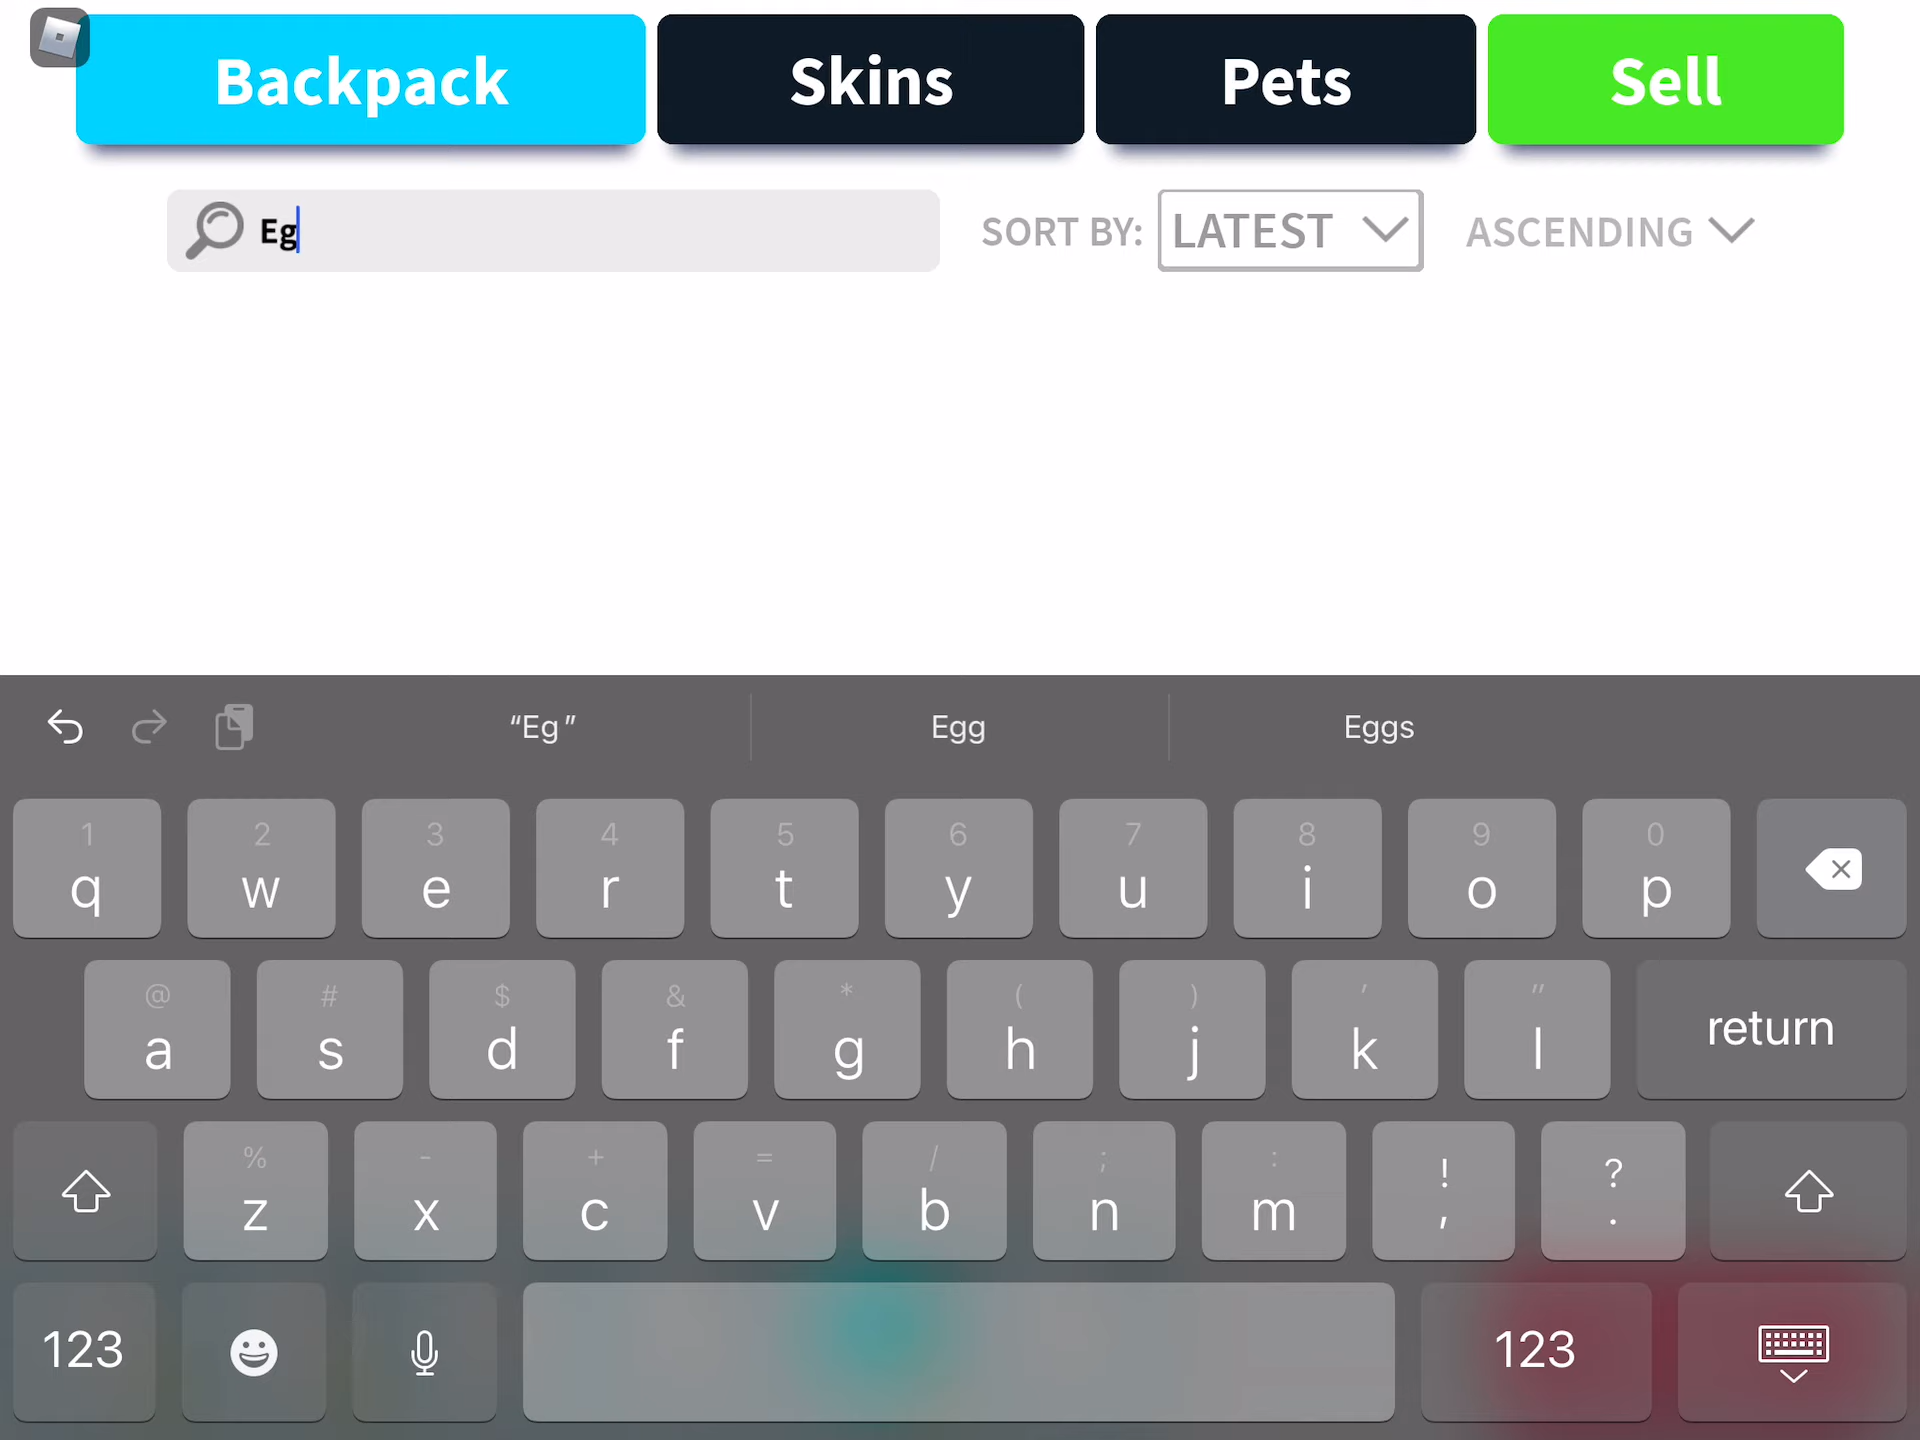 Backpack Skins Pets Sell
Eg SORT BY: LATEST ASCENDING
“Eg” Egg Eggs
1 2 3 4 5 6 7 8 9 0
q w e r t y u i o p
@ # $ & * ( ) ' "
a s d f g h j k l return
% - + = / ; : ! ?
z x c v b n m , .
123 123